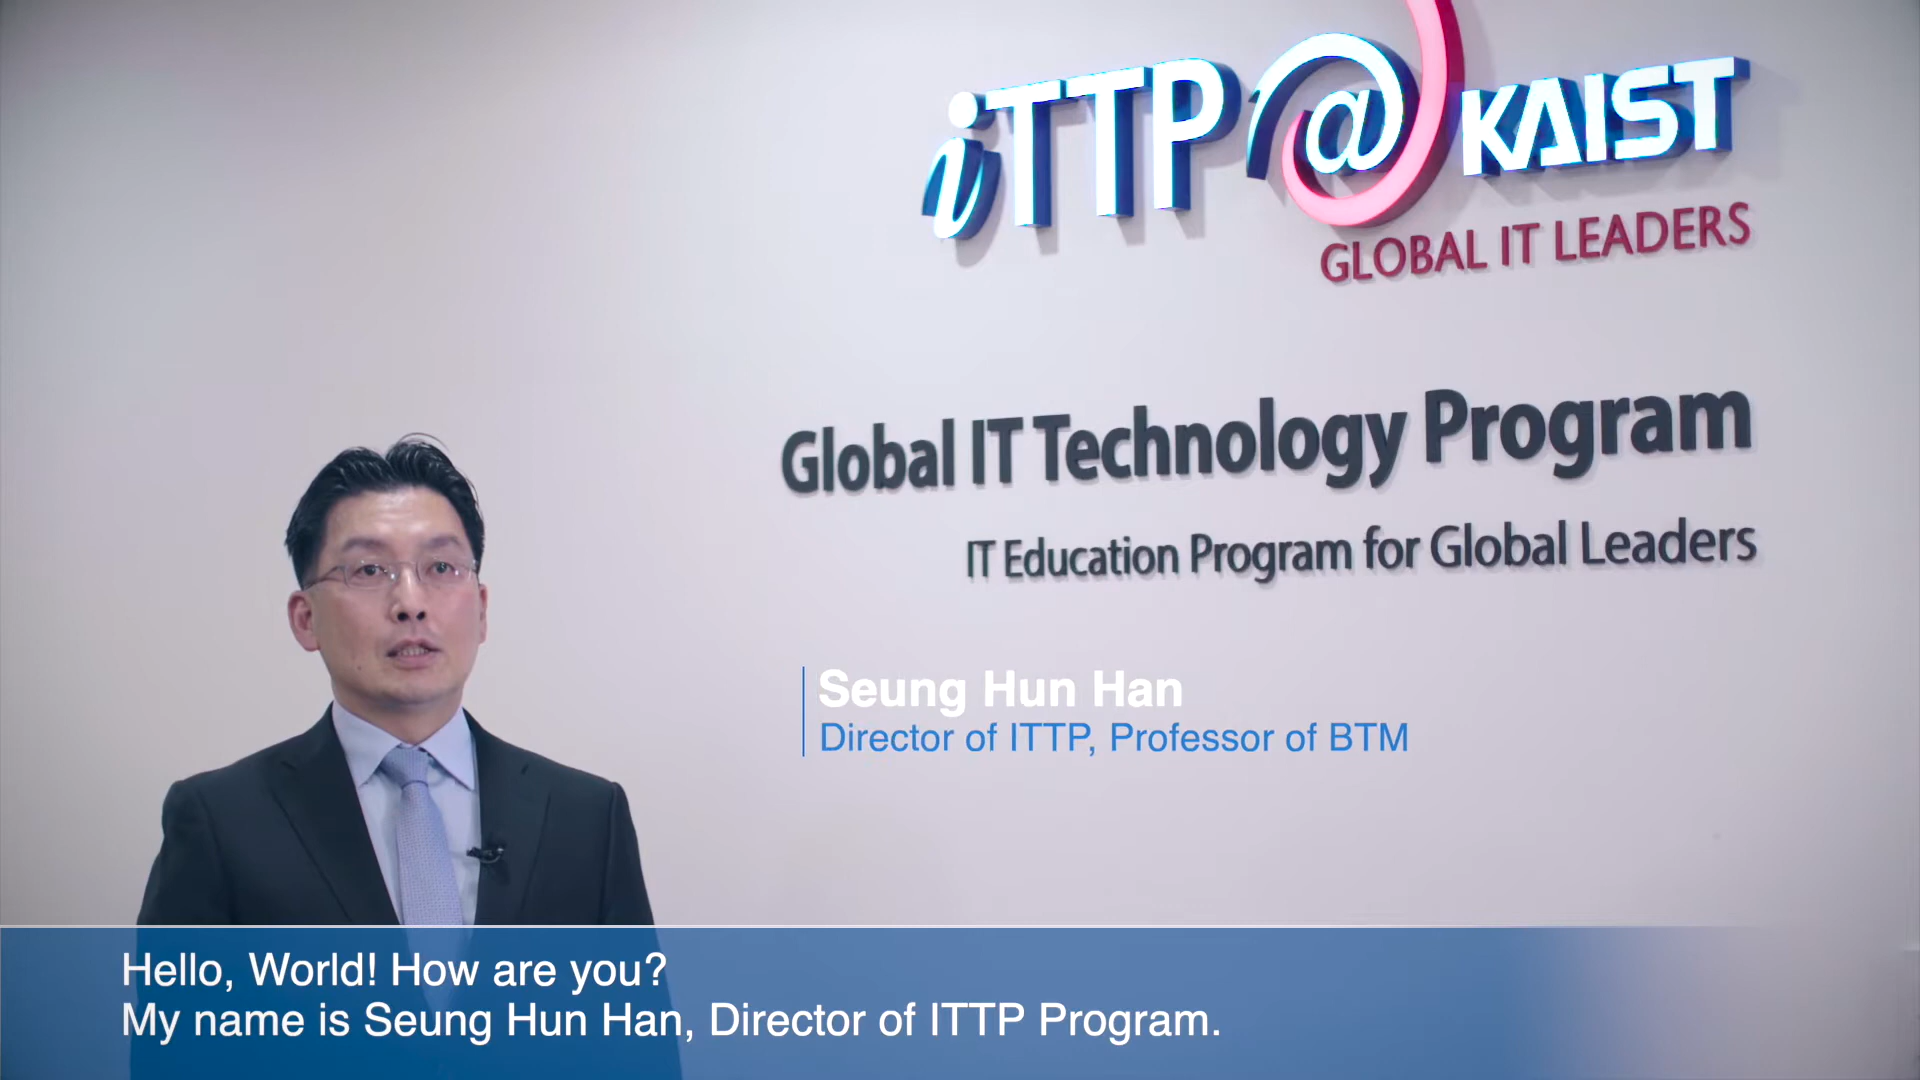 iTTP@KAIST
GLOBAL IT LEADERS
Global IT Technology Program
IT Education Program for Global Leaders
Seung Hun Han
Director of ITTP, Professor of BTM
Hello, World! How are you?
My name is Seung Hun Han, Director of ITTP Program.